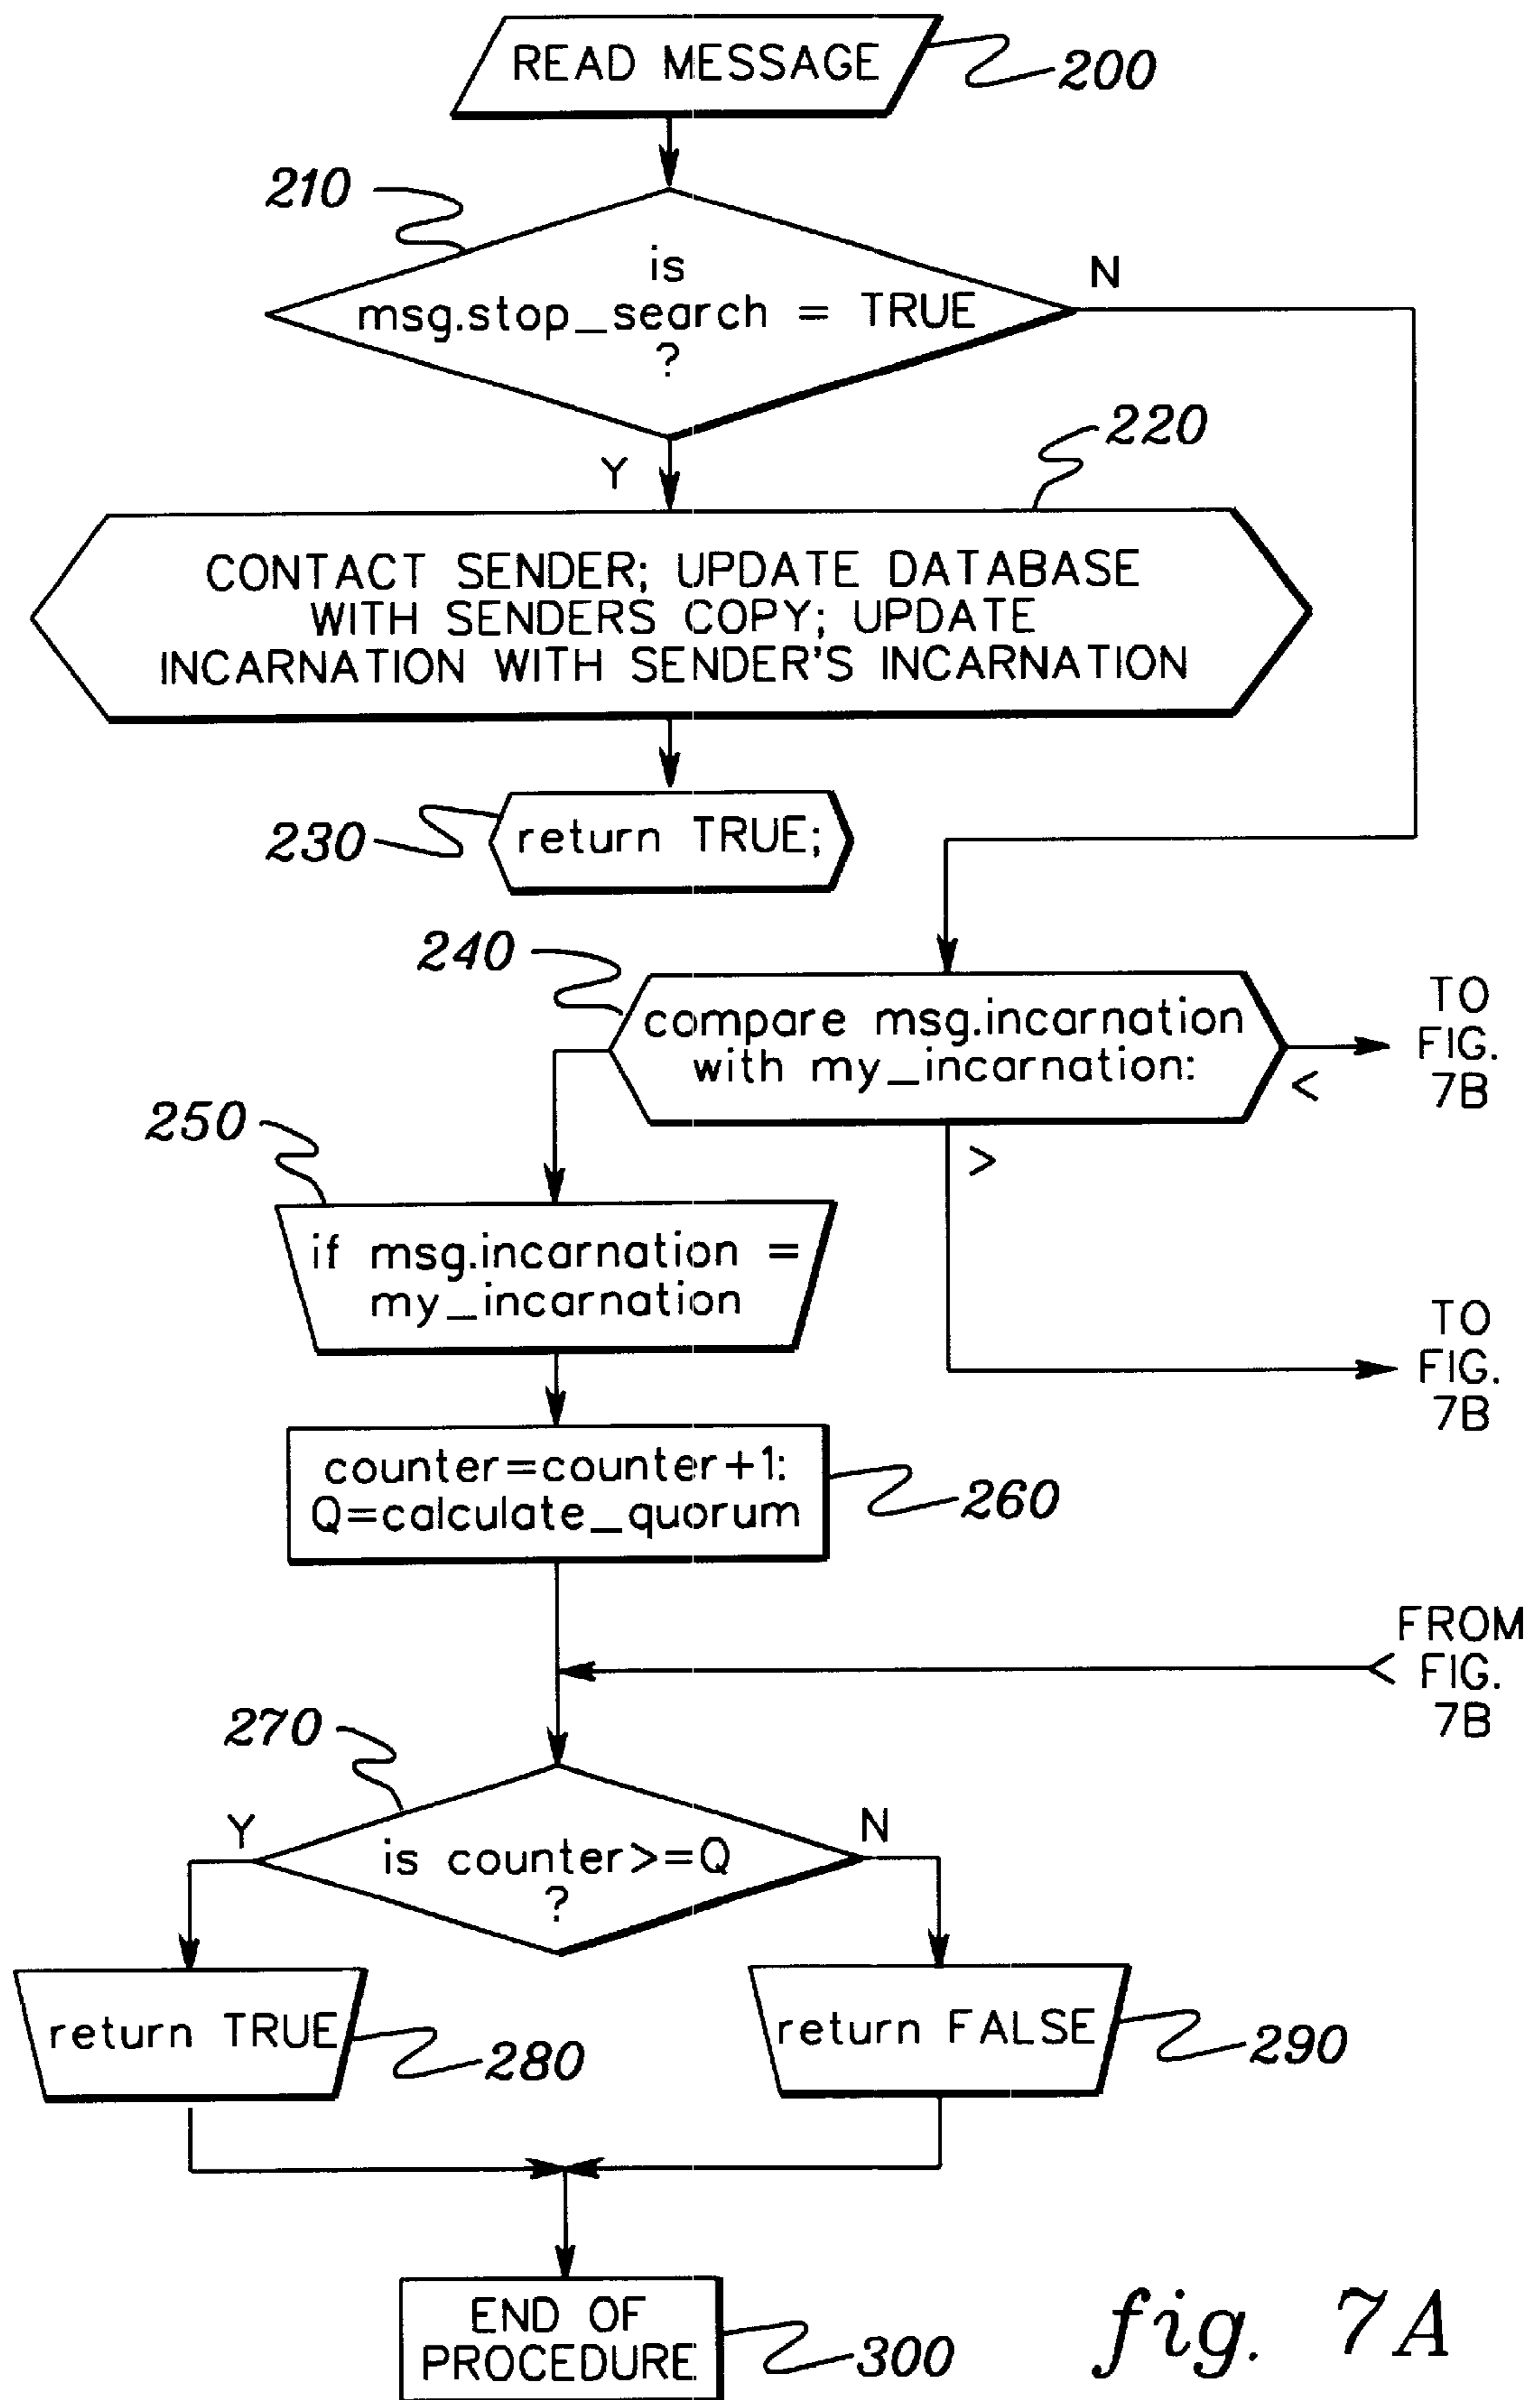 READ MESSAGE
200
210
is
msg.stop_search = TRUE
?
N
Y
220
CONTACT SENDER; UPDATE DATABASE
WITH SENDERS COPY; UPDATE
INCARNATION WITH SENDER'S INCARNATION
230
return TRUE;
240
compare msg.incarnation
with my_incarnation:
<
TO
FIG.
7B
>
TO
FIG.
7B
250
if msg.incarnation =
my_incarnation
counter=counter+1:
Q=calculate_quorum
260
FROM
FIG.
7B
270
Y
is counter>=Q
?
N
return TRUE
280
return FALSE
290
END OF
PROCEDURE
300
fig. 7A